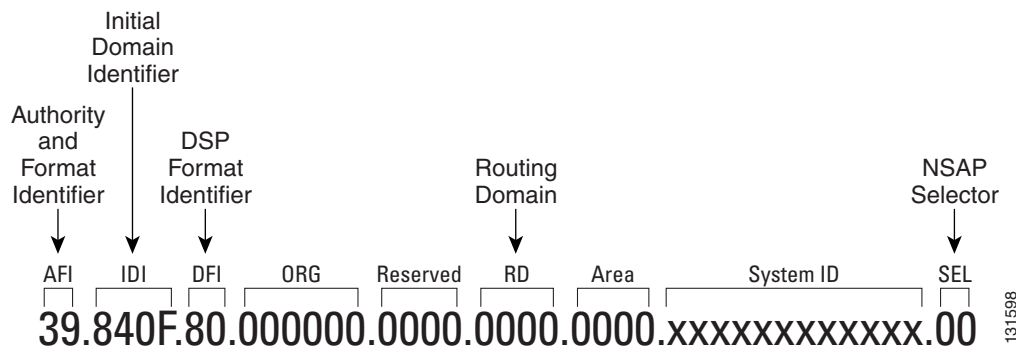 Initial
Domain
Identifier
Authority
and
Format
Identifier
DSP
Format
Identifier
Routing
Domain
NSAP
Selector
AFI IDI DFI ORG Reserved RD Area System ID SEL
39.840F.80.000000.0000.0000.0000.xxxxxxxxxxxx.00
131598